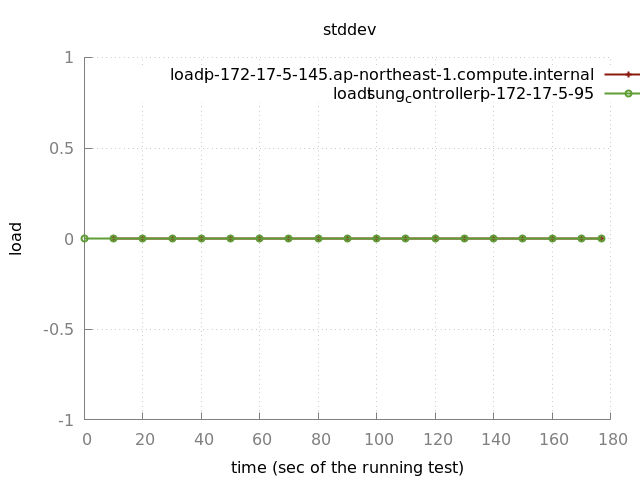 stddev
1
loadip-172-17-5-145.ap-northeast-1.compute.internal
loadtsung_controllerip-172-17-5-95
0.5
load
0
-0.5
-1
0 20 40 60 80 100 120 140 160 180
time (sec of the running test)